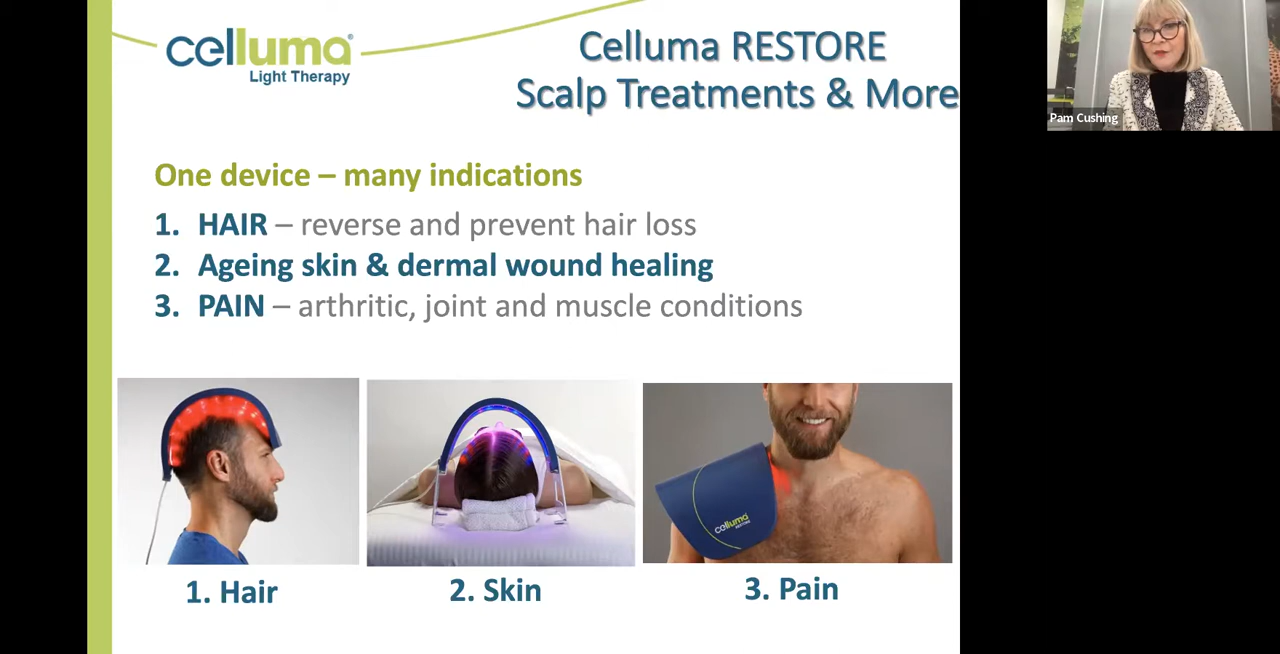 celluma®
Light Therapy
Celluma RESTORE
Scalp Treatments & More
One device – many indications
1. HAIR – reverse and prevent hair loss
2. Ageing skin & dermal wound healing
3. PAIN – arthritic, joint and muscle conditions
celluma
RESTORE
1. Hair
2. Skin
3. Pain
Pam Cushing